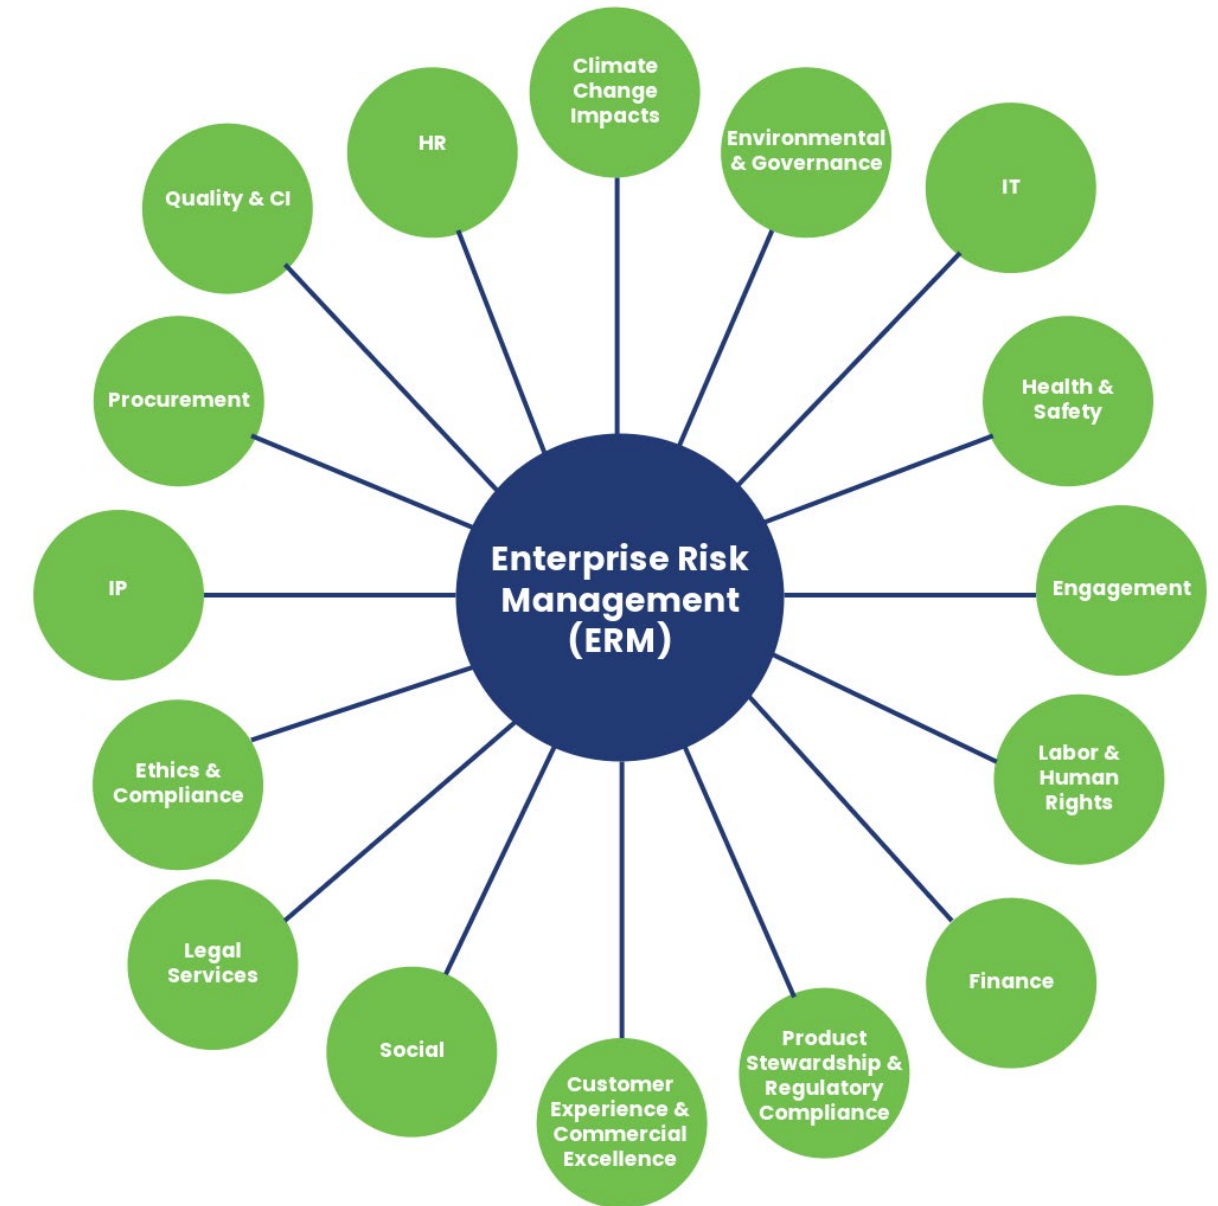 Climate
Change
Impacts
Environmental
& Governance
IT
Health &
Safety
Engagement
Labor &
Human
Rights
Finance
Product
Stewardship &
Regulatory
Compliance
Customer
Experience &
Commercial
Excellence
Social
Legal
Services
Ethics &
Compliance
IP
Procurement
Quality & CI
HR
Enterprise Risk
Management
(ERM)